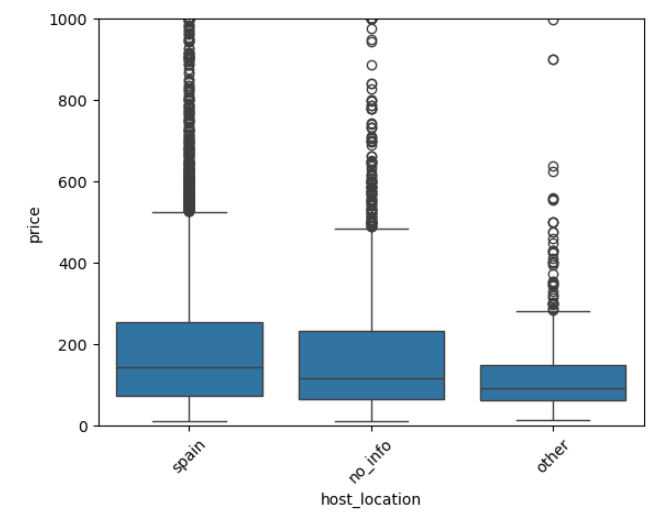 1000
800
600
400
200
0
price
spain
no_info
other
host_location